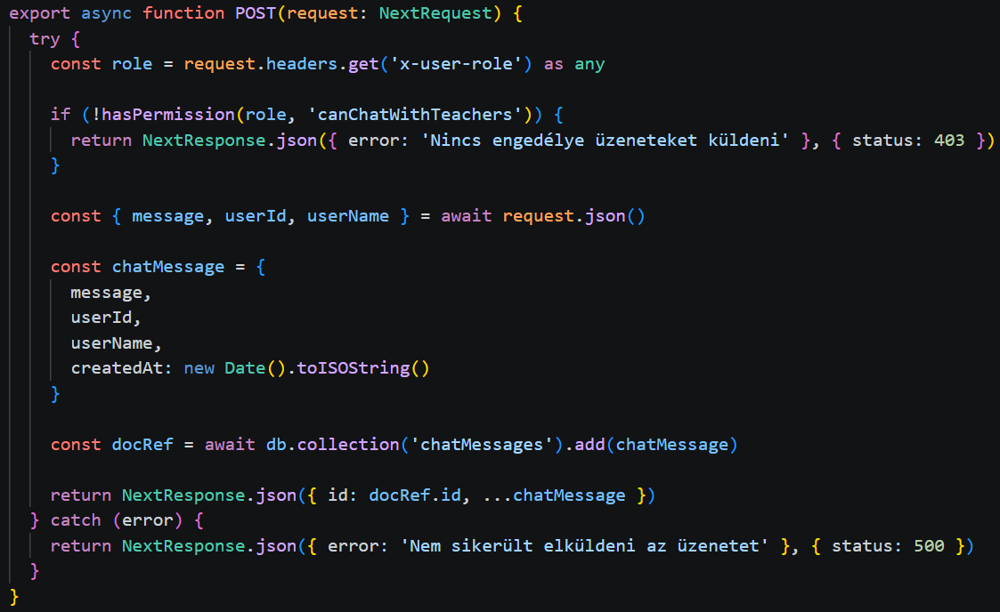 export async function POST(request: NextRequest) {
  try {
    const role = request.headers.get('x-user-role') as any

    if (!hasPermission(role, 'canChatWithTeachers')) {
      return NextResponse.json({ error: 'Nincs engedélye üzeneteket küldeni' }, { status: 403 })
    }

    const { message, userId, userName } = await request.json()

    const chatMessage = {
      message,
      userId,
      userName,
      createdAt: new Date().toISOString()
    }

    const docRef = await db.collection('chatMessages').add(chatMessage)

    return NextResponse.json({ id: docRef.id, ...chatMessage })
  } catch (error) {
    return NextResponse.json({ error: 'Nem sikerült elküldeni az üzenetet' }, { status: 500 })
  }
}